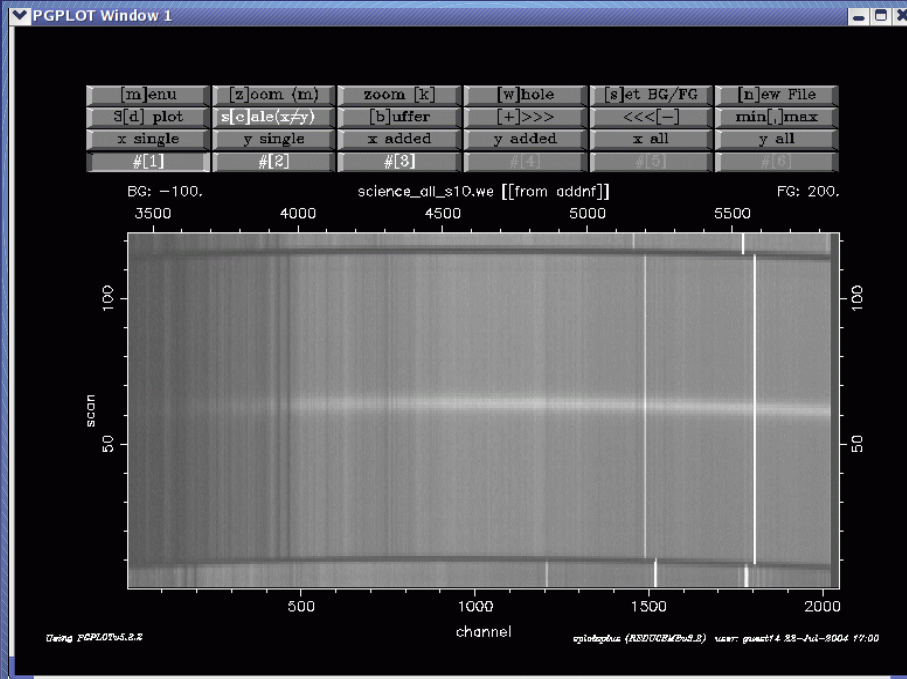 PGPLOT Window 1
[m]enu [z]oom (m) zoom [k] [w]hole [s]et BG/FG [n]ew File
3[d] plot s[c]ale(x≠y) [b]uffer [+]>>> <<<[-] min[,]max
x single y single x added y added x all y all
#[1] #[2] #[3] #[4] #[5] #[6]
BG: -100. science_all_s10.we [[from addnf]] FG: 200.
3500 4000 4500 5000 5500
100 100
scan
50 50
500 1000 1500 2000
channel
Using PGPLOTv5.2.2 xplotsplus (REDUCEMEv3.2) user: guest14 22-Jul-2004 17:00